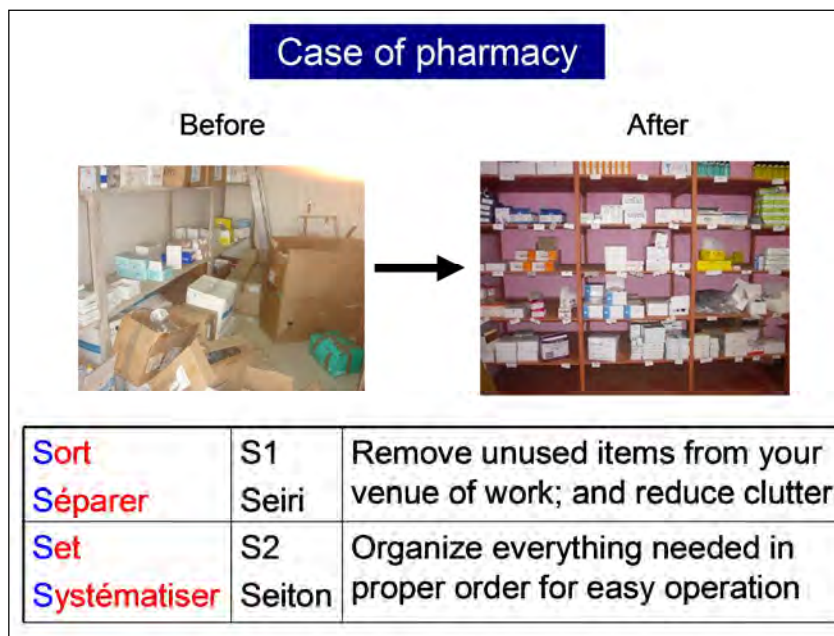 Case of pharmacy
Before
After
Sort
Séparer
S1
Seiri
Remove unused items from your
venue of work; and reduce clutter
Set
Systématiser
S2
Seiton
Organize everything needed in
proper order for easy operation